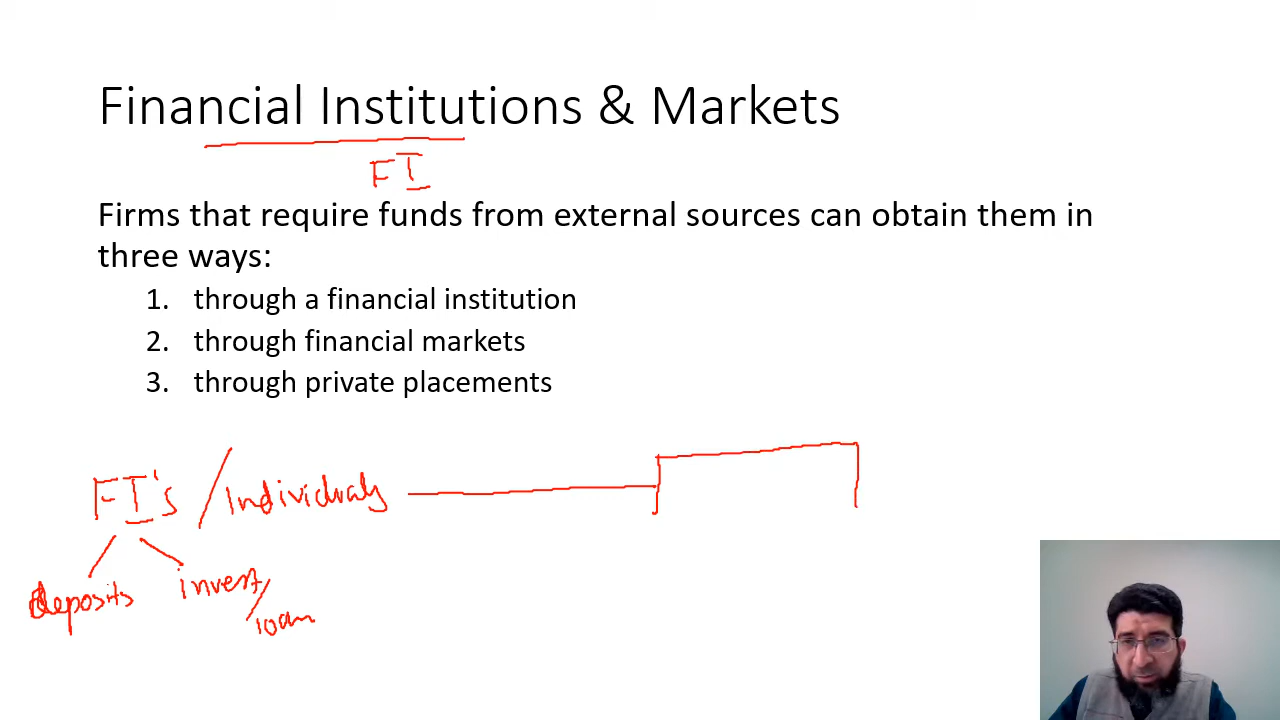 Financial Institutions & Markets
FI
Firms that require funds from external sources can obtain them in
three ways:
1. through a financial institution
2. through financial markets
3. through private placements
FI's / Individuals
deposits invest/
loan